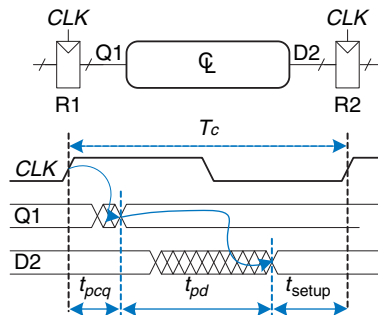 CLK CLK
Q1 CL D2
R1 R2
Tc
CLK
Q1
D2
tpcq tpd tsetup